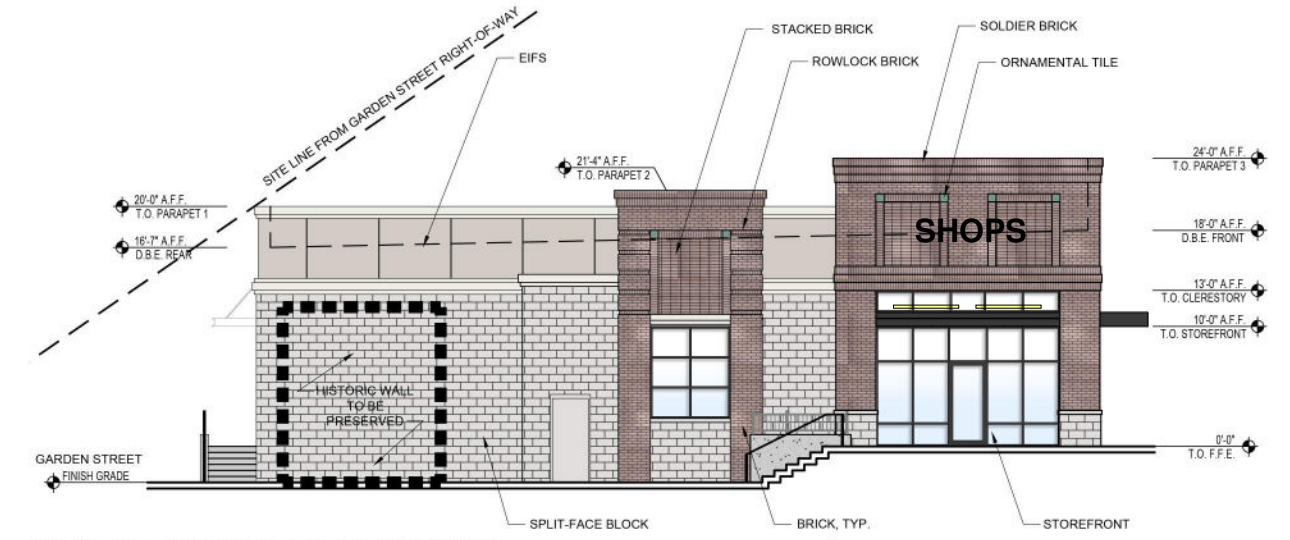 SITE LINE FROM GARDEN STREET RIGHT-OF-WAY
EIFS
STACKED BRICK
ROWLOCK BRICK
SOLDIER BRICK
ORNAMENTAL TILE
20'-0" A.F.F.
T.O. PARAPET 1
16'-7" A.F.F.
D.B.E. REAR
21'-4" A.F.F.
T.O. PARAPET 2
24'-0" A.F.F.
T.O. PARAPET 3
18'-0" A.F.F.
D.B.E. FRONT
13'-0" A.F.F.
T.O. CLERESTORY
10'-0" A.F.F.
T.O. STOREFRONT
0'-0"
T.O. F.F.E.
SHOPS
HISTORIC WALL
TO BE
PRESERVED
GARDEN STREET
FINISH GRADE
SPLIT-FACE BLOCK
BRICK, TYP.
STOREFRONT